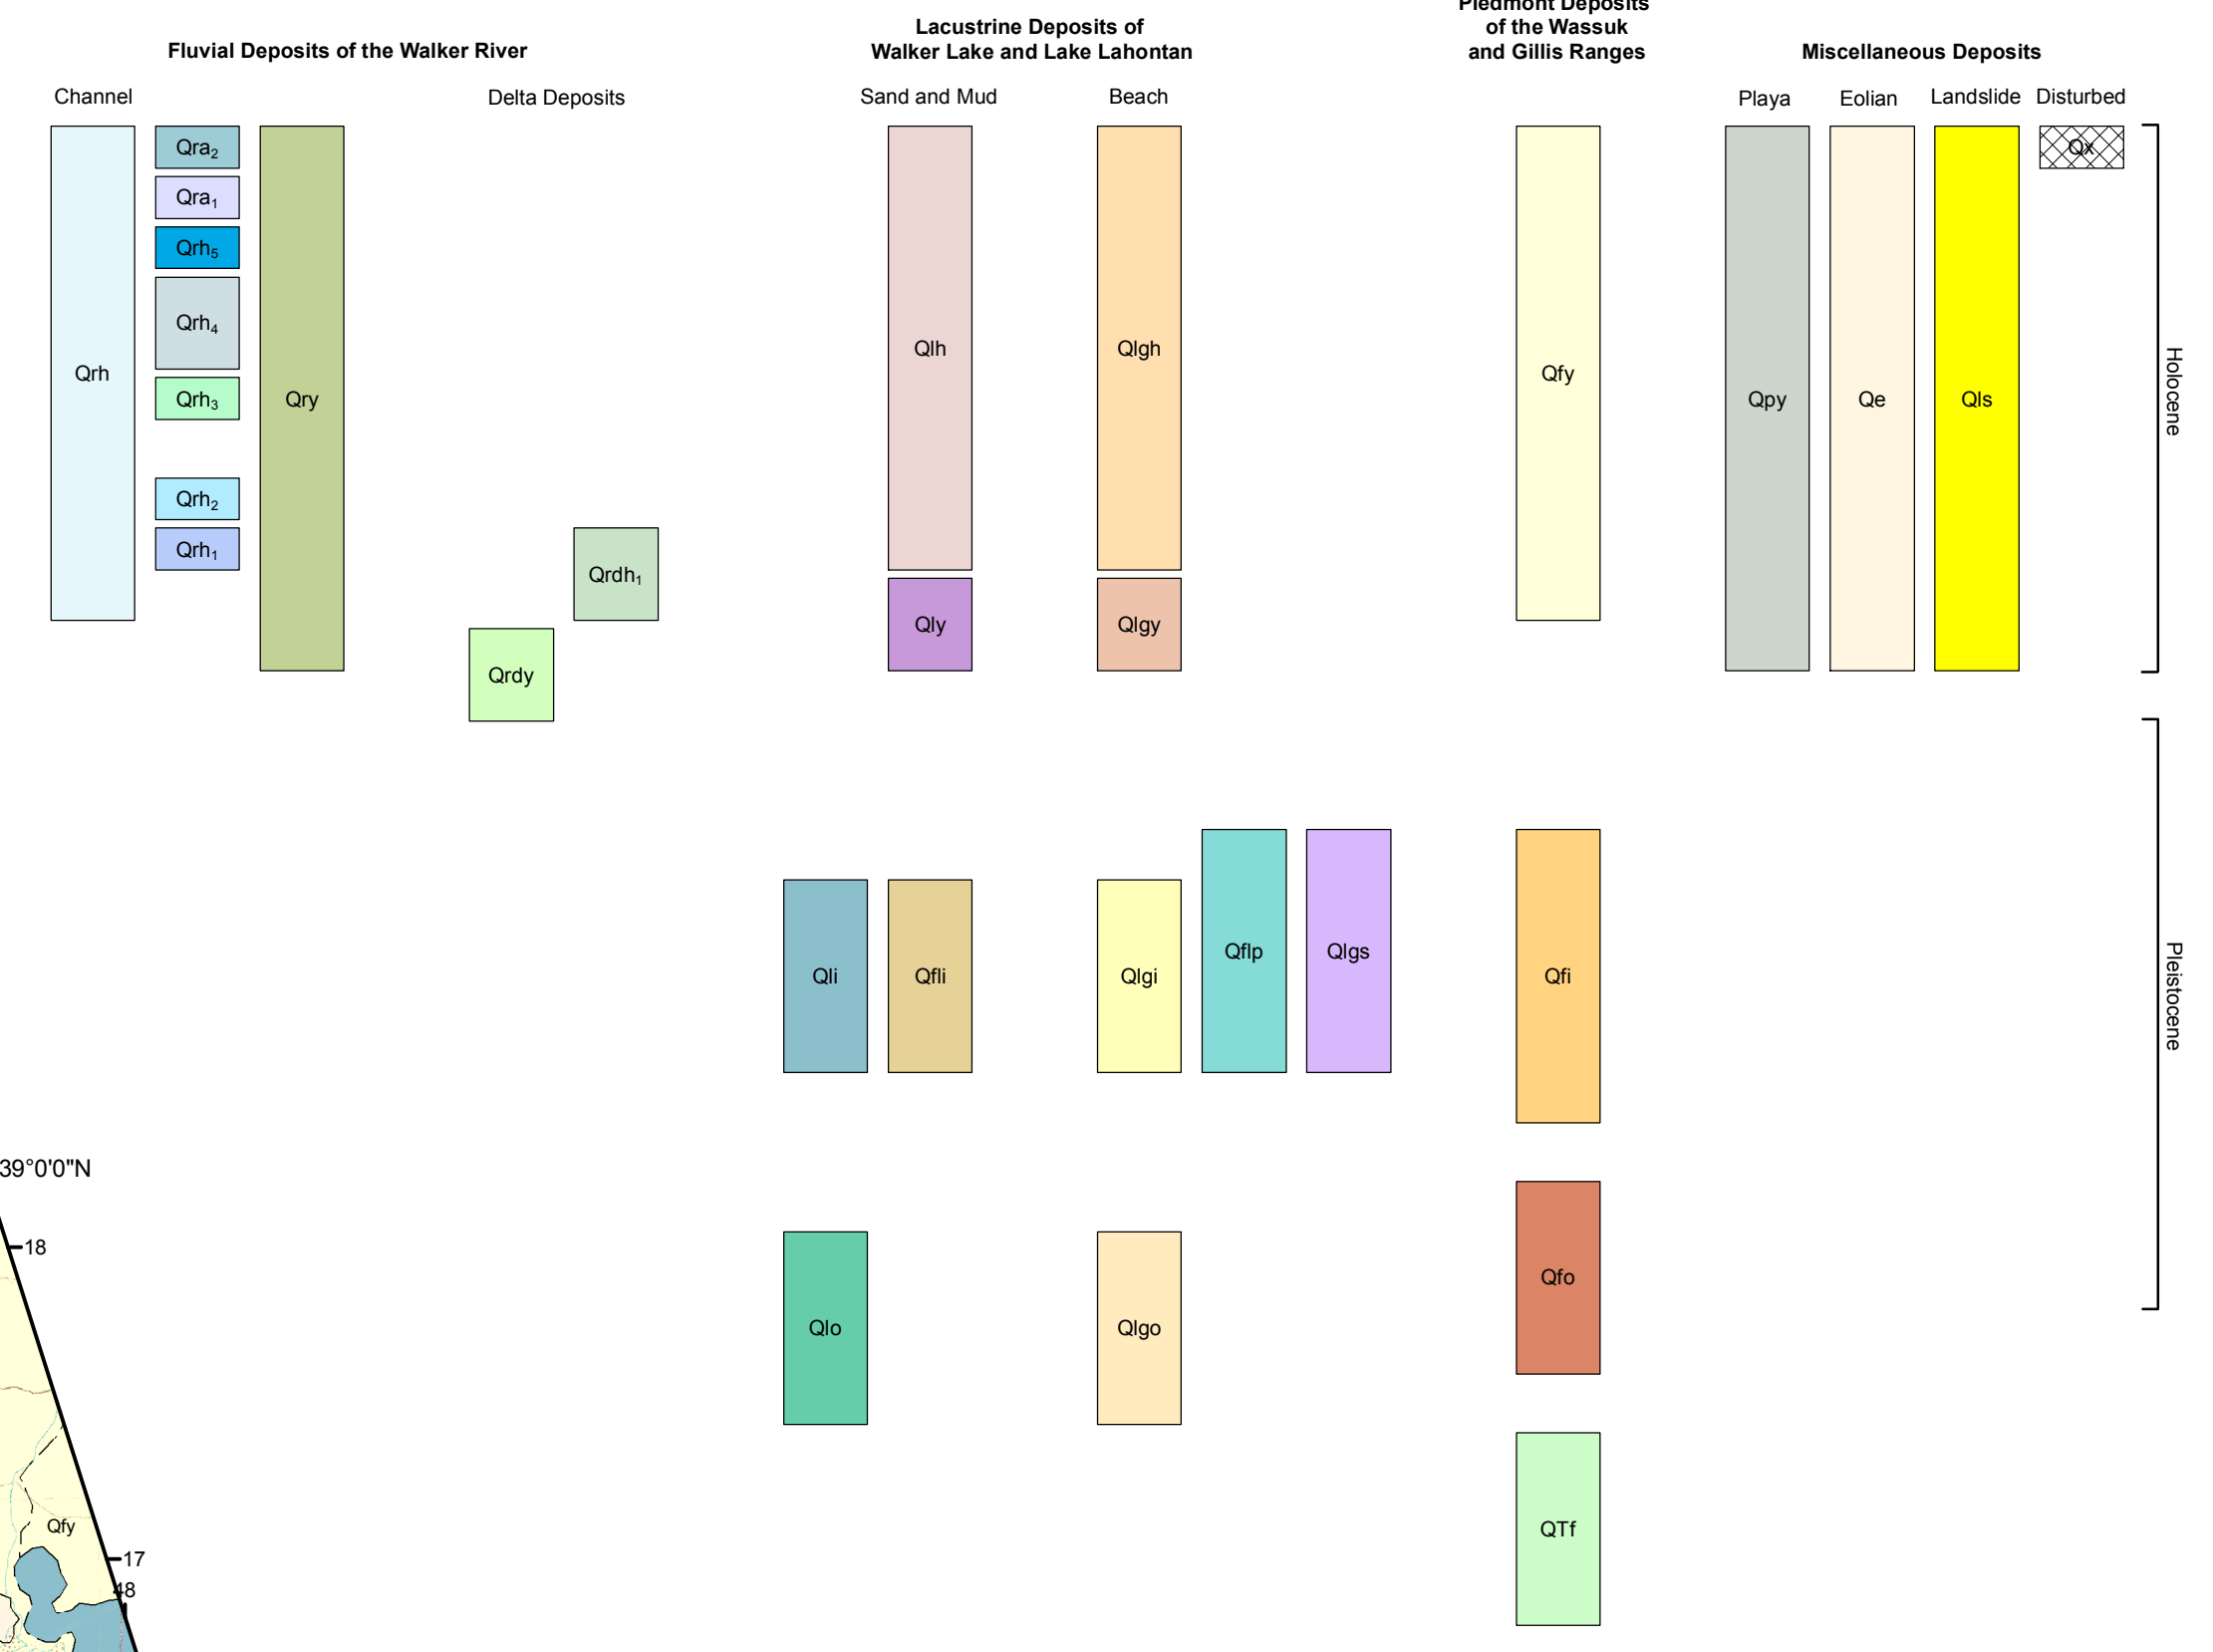 Piedmont Deposits
of the Wassuk
and Gillis Ranges
Lacustrine Deposits of
Walker Lake and Lake Lahontan
Fluvial Deposits of the Walker River
Miscellaneous Deposits
Channel
Delta Deposits
Sand and Mud
Beach
Playa
Eolian
Landslide
Disturbed
Qra2
Qx
Qra1
Qrh5
Qrh4
Qlh
Qlgh
Qrh
Qfy
Qrh3
Qry
Qpy
Qe
Qls
Holocene
Qrh2
Qrh1
Qrdh1
Qly
Qlgy
Qrdy
Qflp
Qlgs
Qli
Qfli
Qlgi
Qfi
Pleistocene
39°0'0"N
18
Qfo
Qlo
Qlgo
Qfy
QTf
17
48